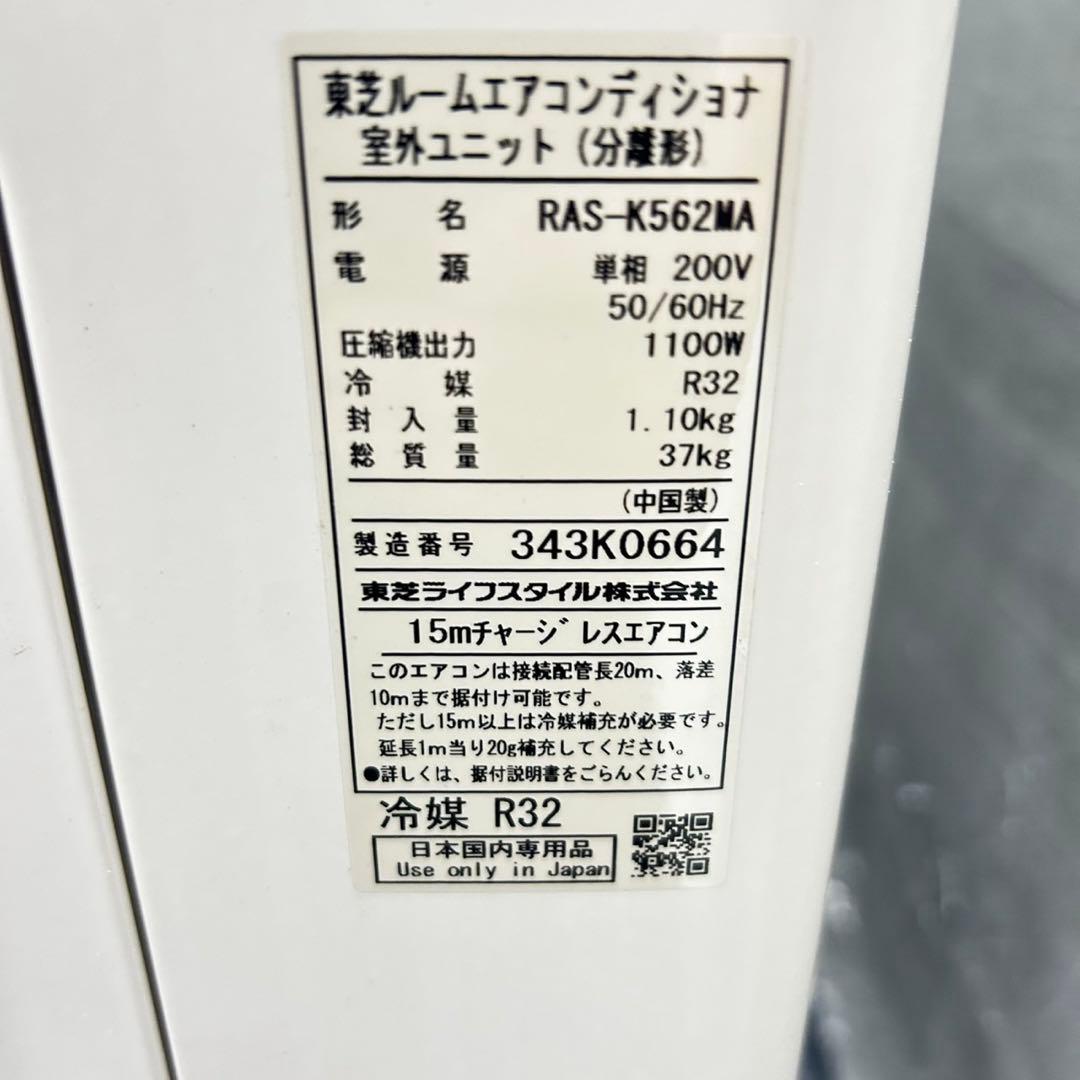 東芝ルームエアコンディショナ
室外ユニット(分離形)
形名 RAS-K562MA
電源 単相 200V
50/60Hz
圧縮機出力 1100W
冷媒 R32
封入量 1.10kg
総質量 37kg
(中国製)
製造番号 343K0664
東芝ライフスタイル株式会社
15mチャージレスエアコン
このエアコンは接続配管長20m、落差
10mまで据付け可能です。
ただし15m以上は冷媒補充が必要です。
延長1m当り20g補充してください。
●詳しくは、据付説明書をごらんください。
冷媒 R32
日本国内専用品
Use only in Japan